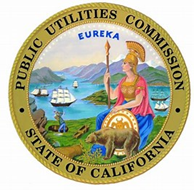 PUBLIC UTILITIES COMMISSION
EUREKA
STATE OF CALIFORNIA